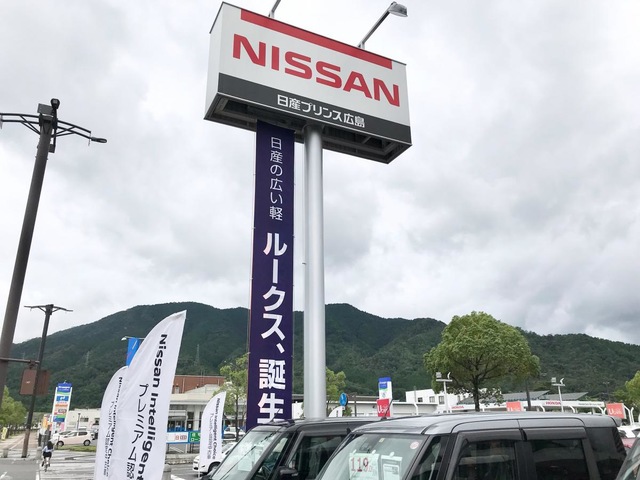 NISSAN
日産プリンス広島
日産の広い軽
ルークス、誕生
Nissan Intelligent
プレミアム認